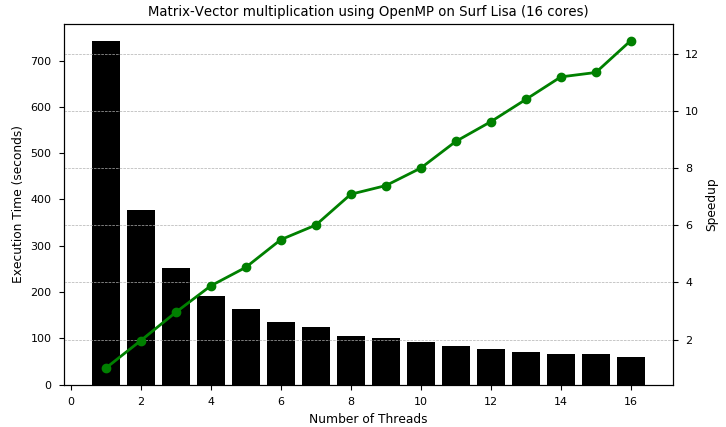 Matrix-Vector multiplication using OpenMP on Surf Lisa (16 cores)
Execution Time (seconds)
700
600
500
400
300
200
100
0
12
10
8
6
4
2
Speedup
0 2 4 6 8 10 12 14 16
Number of Threads